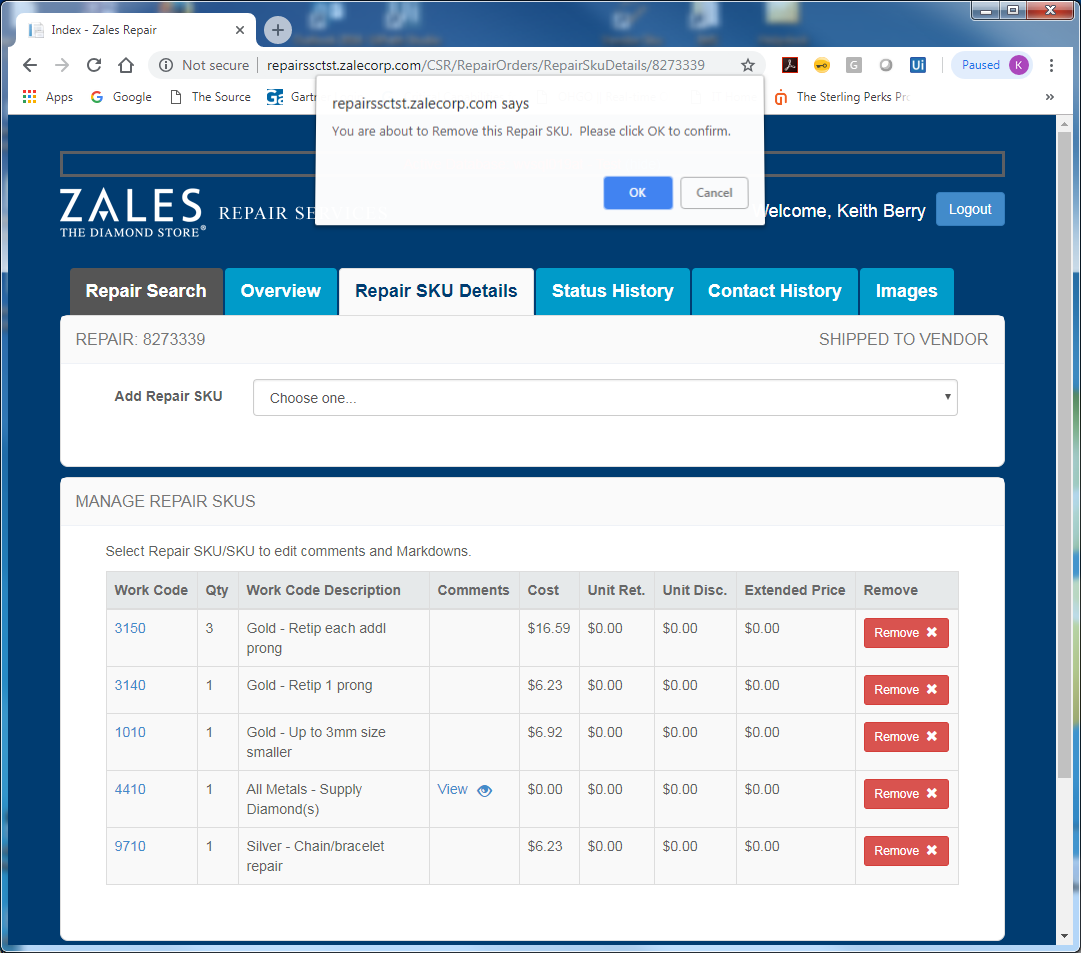 Index - Zales Repair
Not secure | repairssctst.zalecorp.com/CSR/RepairOrders/RepairSkuDetails/8273339
G
Ui
Paused K
Apps Google The Source The Sterling Perks »
repairssctst.zalecorp.com says
You are about to Remove this Repair SKU. Please click OK to confirm.
OK Cancel
ZALES REPAIR
THE DIAMOND STORE®
elcome, Keith Berry Logout
Repair Search Overview Repair SKU Details Status History Contact History Images
REPAIR: 8273339 SHIPPED TO VENDOR
Add Repair SKU Choose one...
MANAGE REPAIR SKUS
Select Repair SKU/SKU to edit comments and Markdowns.
Work Code Qty Work Code Description Comments Cost Unit Ret. Unit Disc. Extended Price Remove
3150 3 Gold - Retip each addl $16.59 $0.00 $0.00 $0.00 Remove ✖
prong
3140 1 Gold - Retip 1 prong $6.23 $0.00 $0.00 $0.00 Remove ✖
1010 1 Gold - Up to 3mm size $6.92 $0.00 $0.00 $0.00 Remove ✖
smaller
4410 1 All Metals - Supply View $0.00 $0.00 $0.00 $0.00 Remove ✖
Diamond(s)
9710 1 Silver - Chain/bracelet $6.23 $0.00 $0.00 $0.00 Remove ✖
repair